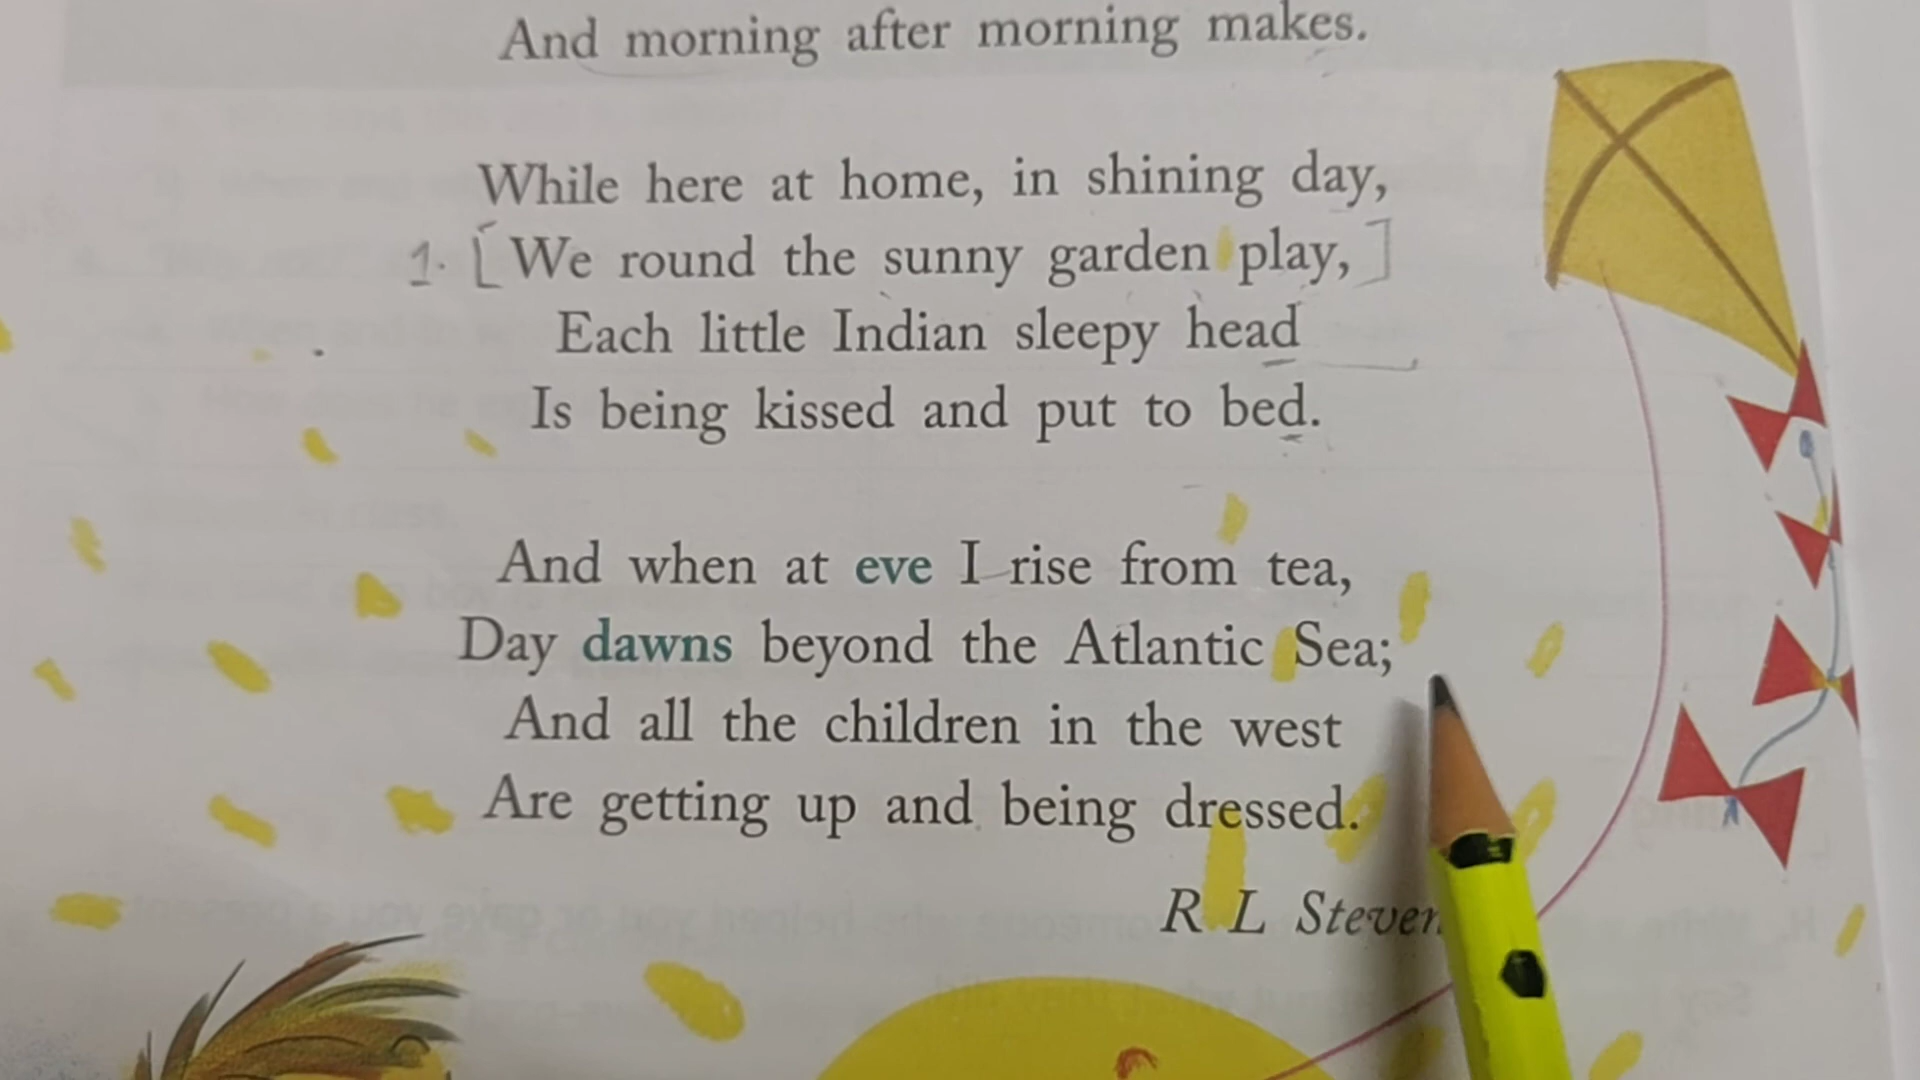 And morning after morning makes.
While here at home, in shining day,
1. [We round the sunny garden play,]
Each little Indian sleepy head
Is being kissed and put to bed.
And when at eve I rise from tea,
Day dawns beyond the Atlantic Sea;
And all the children in the west
Are getting up and being dressed.
R L Steven